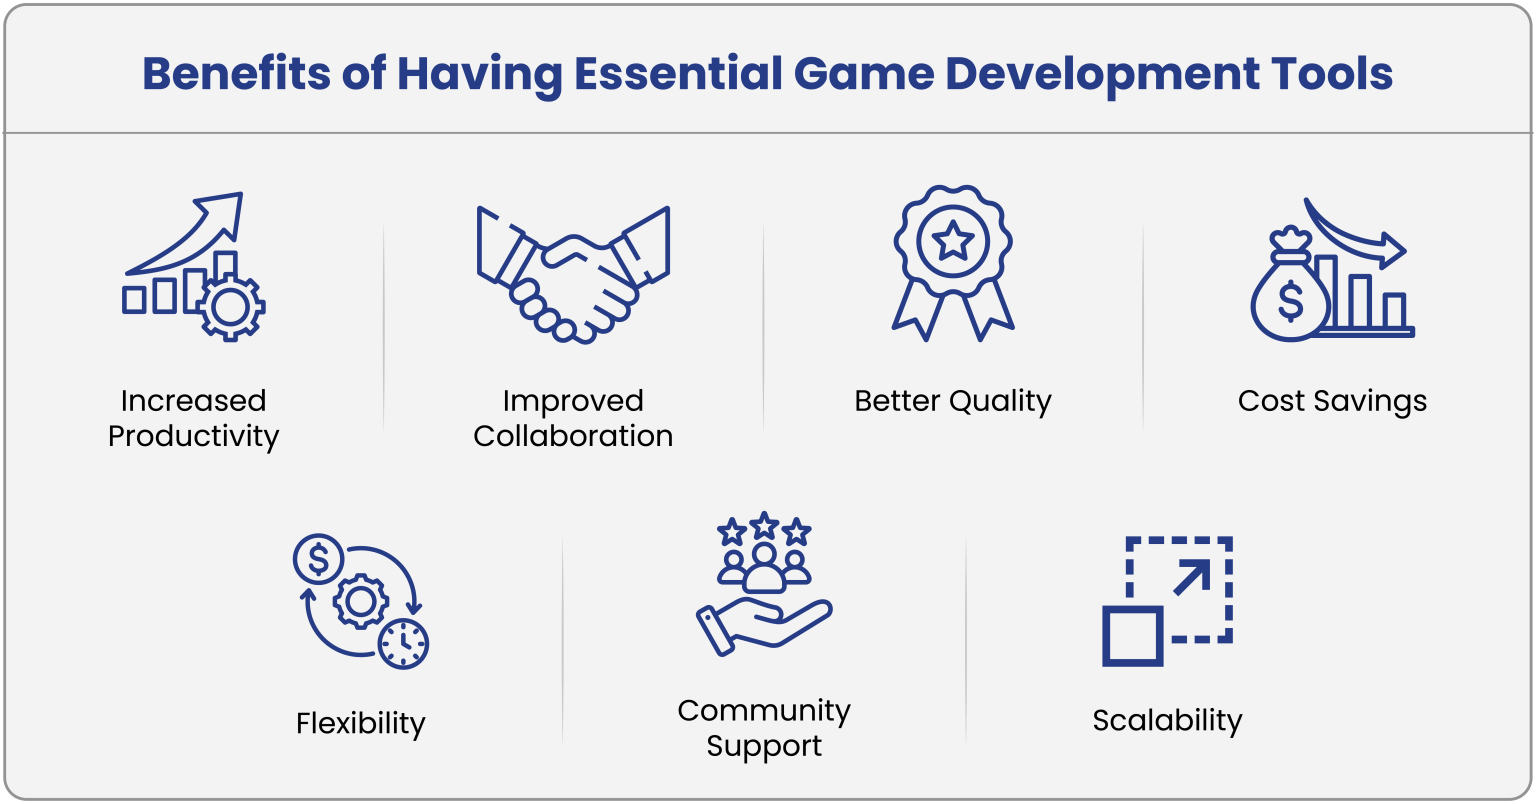 Benefits of Having Essential Game Development Tools
Increased
Productivity
Improved
Collaboration
Better Quality
$
Cost Savings
$
Flexibility
Community
Support
Scalability